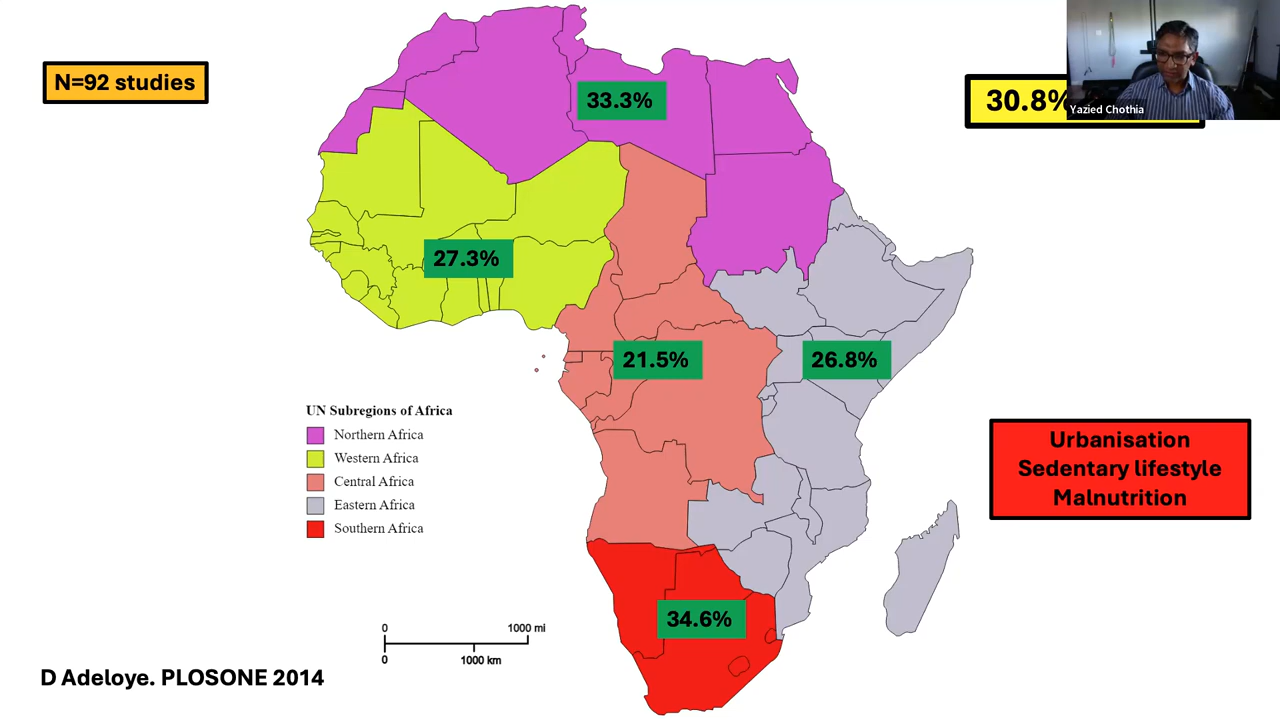 N=92 studies
30.8%
Yazied Chothia
33.3%
27.3%
21.5%
26.8%
UN Subregions of Africa
Northern Africa
Western Africa
Central Africa
Eastern Africa
Southern Africa
Urbanisation
Sedentary lifestyle
Malnutrition
34.6%
0 1000 mi
0 1000 km
D Adeloye. PLOSONE 2014